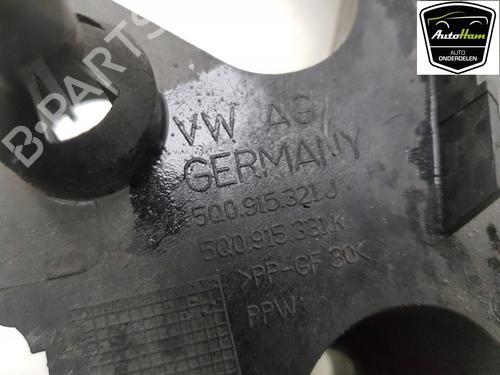 AutoHam
AUTO
ONDERDELEN
B-PARTS
VW AG
GERMANY
5Q0.915.321.J
5Q0.915.331.K
>PP-GF 30<
PPW